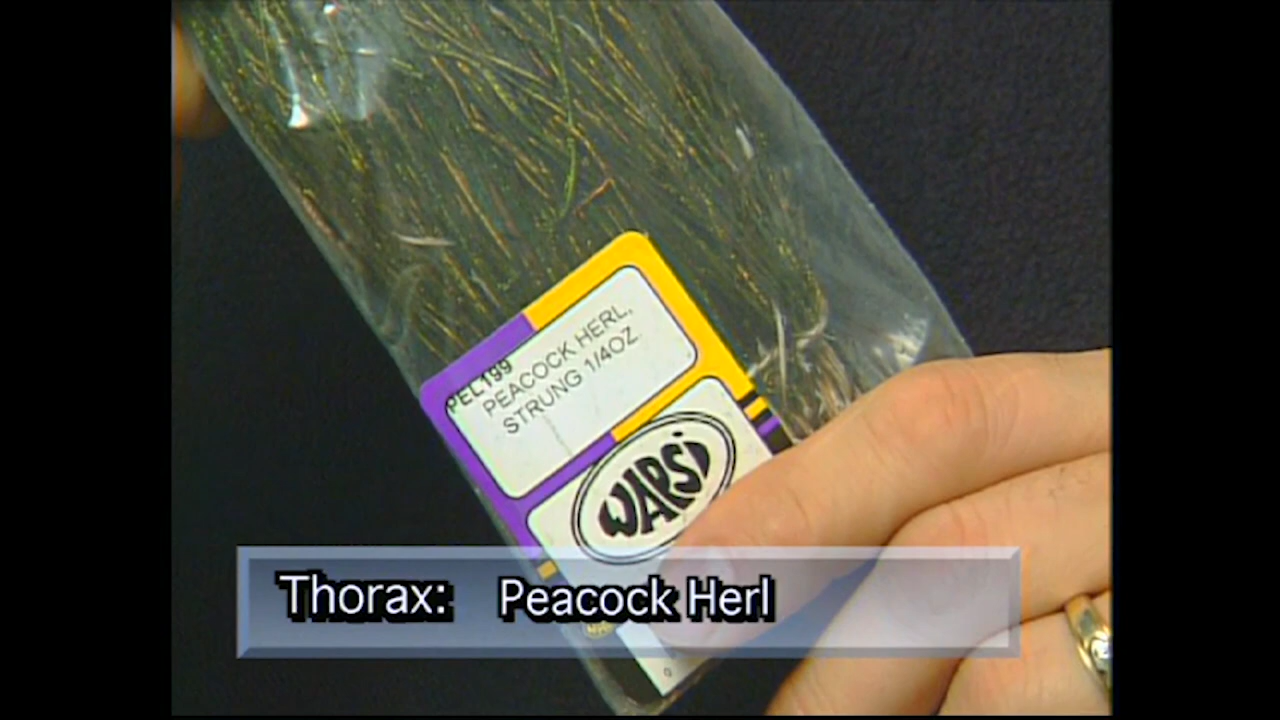 PEL199
PEACOCK HERL,
STRUNG 1/4OZ.
WAPSI
Thorax: Peacock Herl